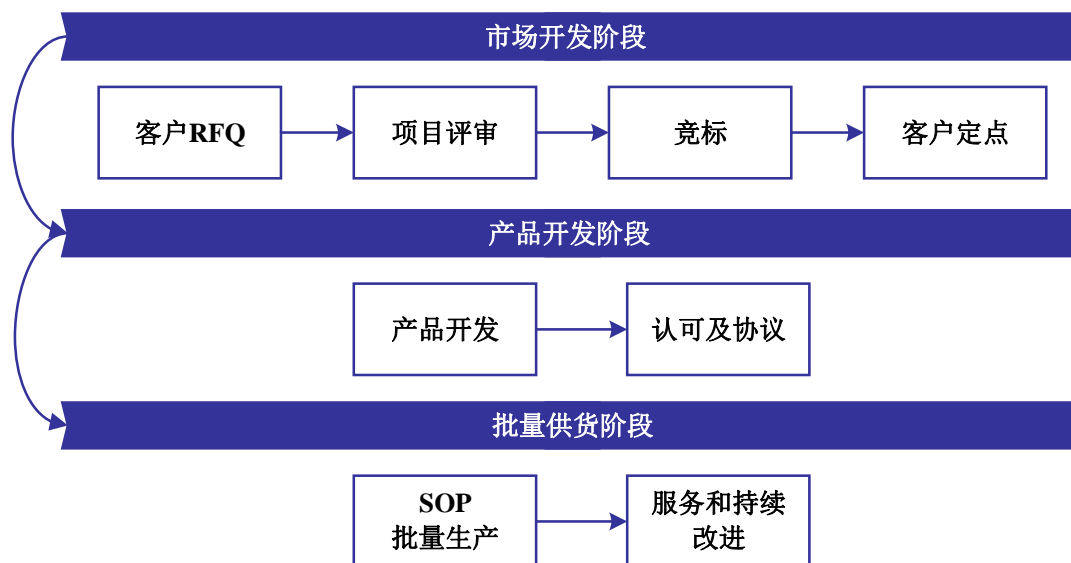 市场开发阶段
客户RFQ
项目评审
竞标
客户定点
产品开发阶段
产品开发
认可及协议
批量供货阶段
SOP
批量生产
服务和持续
改进